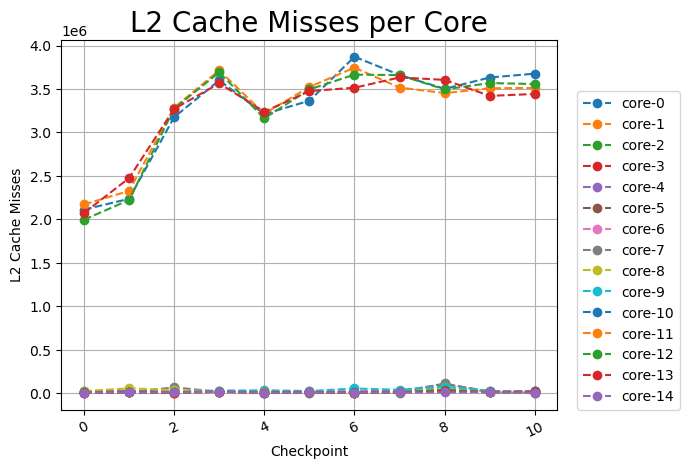 L2 Cache Misses per Core
1e6
4.0
3.5
3.0
2.5
2.0
1.5
1.0
0.5
0.0
L2 Cache Misses
0
2
4
6
8
10
Checkpoint
core-0
core-1
core-2
core-3
core-4
core-5
core-6
core-7
core-8
core-9
core-10
core-11
core-12
core-13
core-14